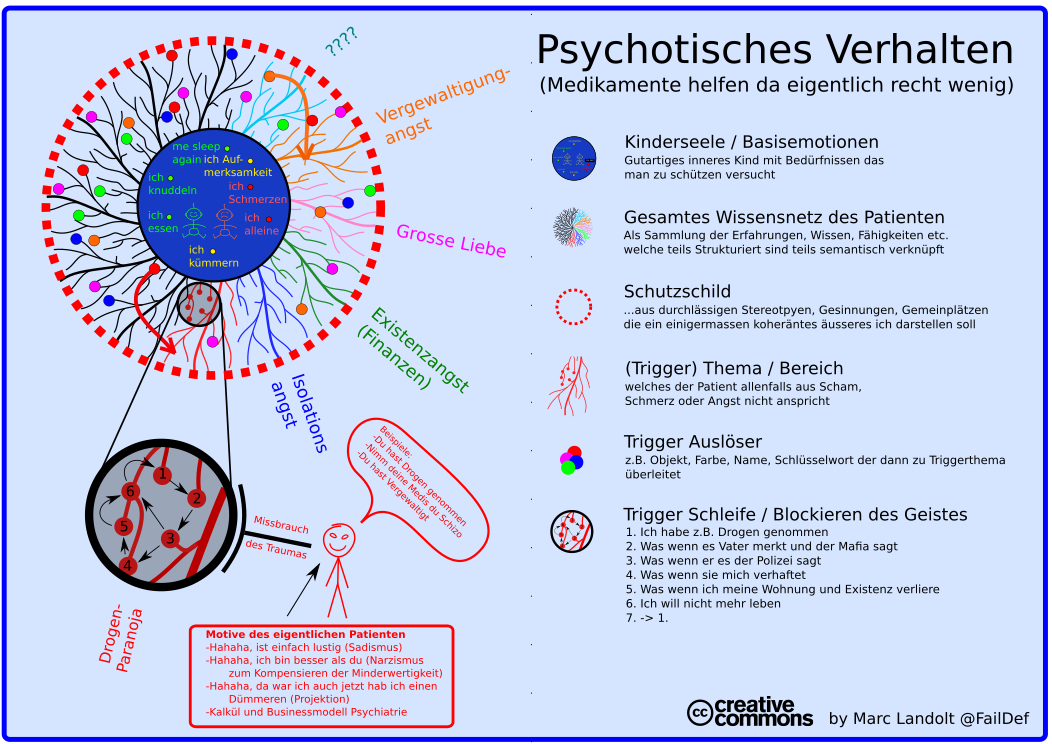 Psychotisches Verhalten
(Medikamente helfen da eigentlich recht wenig)
????
Vergewaltigung-
angst
Grosse Liebe
Existenzangst
(Finanzen)
Isolations
angst
me sleep
again
ich Auf-
merksamkeit
ich
knuddeln
ich
Schmerzen
ich
essen
ich
alleine
ich
kümmern
1
2
3
4
5
6
Drogen-
Paranoja
Missbrauch
des Traumas
Beispiele:
-Du hast Drogen genommen
-Nimm deine Medis du Schizo
-Du hast Vergewaltigt
Motive des eigentlichen Patienten
-Hahaha, ist einfach lustig (Sadismus)
-Hahaha, ich bin besser als du (Narzismus
zum Kompensieren der Minderwertigkeit)
-Hahaha, da war ich auch jetzt hab ich einen
Dümmeren (Projektion)
-Kalkül und Businessmodell Psychiatrie
Kinderseele / Basisemotionen
Gutartiges inneres Kind mit Bedürfnissen das
man zu schützen versucht
Gesamtes Wissensnetz des Patienten
Als Sammlung der Erfahrungen, Wissen, Fähigkeiten etc.
welche teils Strukturiert sind teils semantisch verknüpft
Schutzschild
...aus durchlässigen Stereotpyen, Gesinnungen, Gemeinplätzen
die ein einigermassen koheräntes äusseres ich darstellen soll
(Trigger) Thema / Bereich
welches der Patient allenfalls aus Scham,
Schmerz oder Angst nicht anspricht
Trigger Auslöser
z.B. Objekt, Farbe, Name, Schlüsselwort der dann zu Triggerthema
überleitet
Trigger Schleife / Blockieren des Geistes
1. Ich habe z.B. Drogen genommen
2. Was wenn es Vater merkt und der Mafia sagt
3. Was wenn er es der Polizei sagt
4. Was wenn sie mich verhaftet
5. Was wenn ich meine Wohnung und Existenz verliere
6. Ich will nicht mehr leben
7. -> 1.
cc creative
commons
by Marc Landolt @FailDef